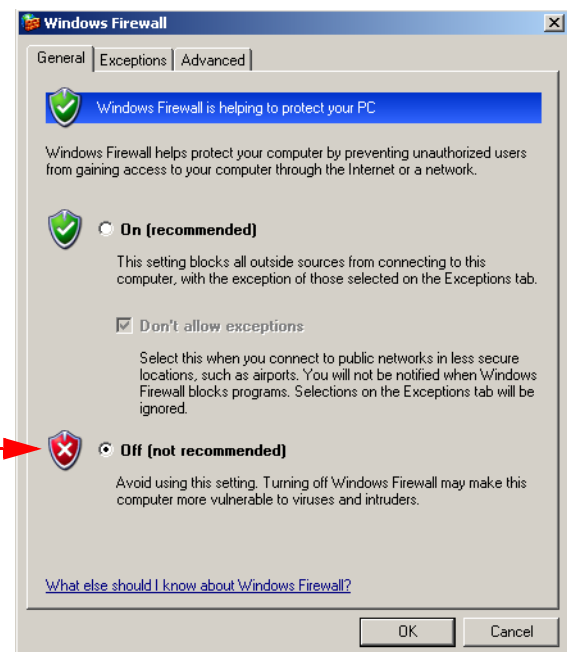 Windows Firewall
General Exceptions Advanced
Windows Firewall is helping to protect your PC
Windows Firewall helps protect your computer by preventing unauthorized users
from gaining access to your computer through the Internet or a network.
On (recommended)
This setting blocks all outside sources from connecting to this
computer, with the exception of those selected on the Exceptions tab.
Don't allow exceptions
Select this when you connect to public networks in less secure
locations, such as airports. You will not be notified when Windows
Firewall blocks programs. Selections on the Exceptions tab will be
ignored.
Off (not recommended)
Avoid using this setting. Turning off Windows Firewall may make this
computer more vulnerable to viruses and intruders.
What else should I know about Windows Firewall?
OK Cancel